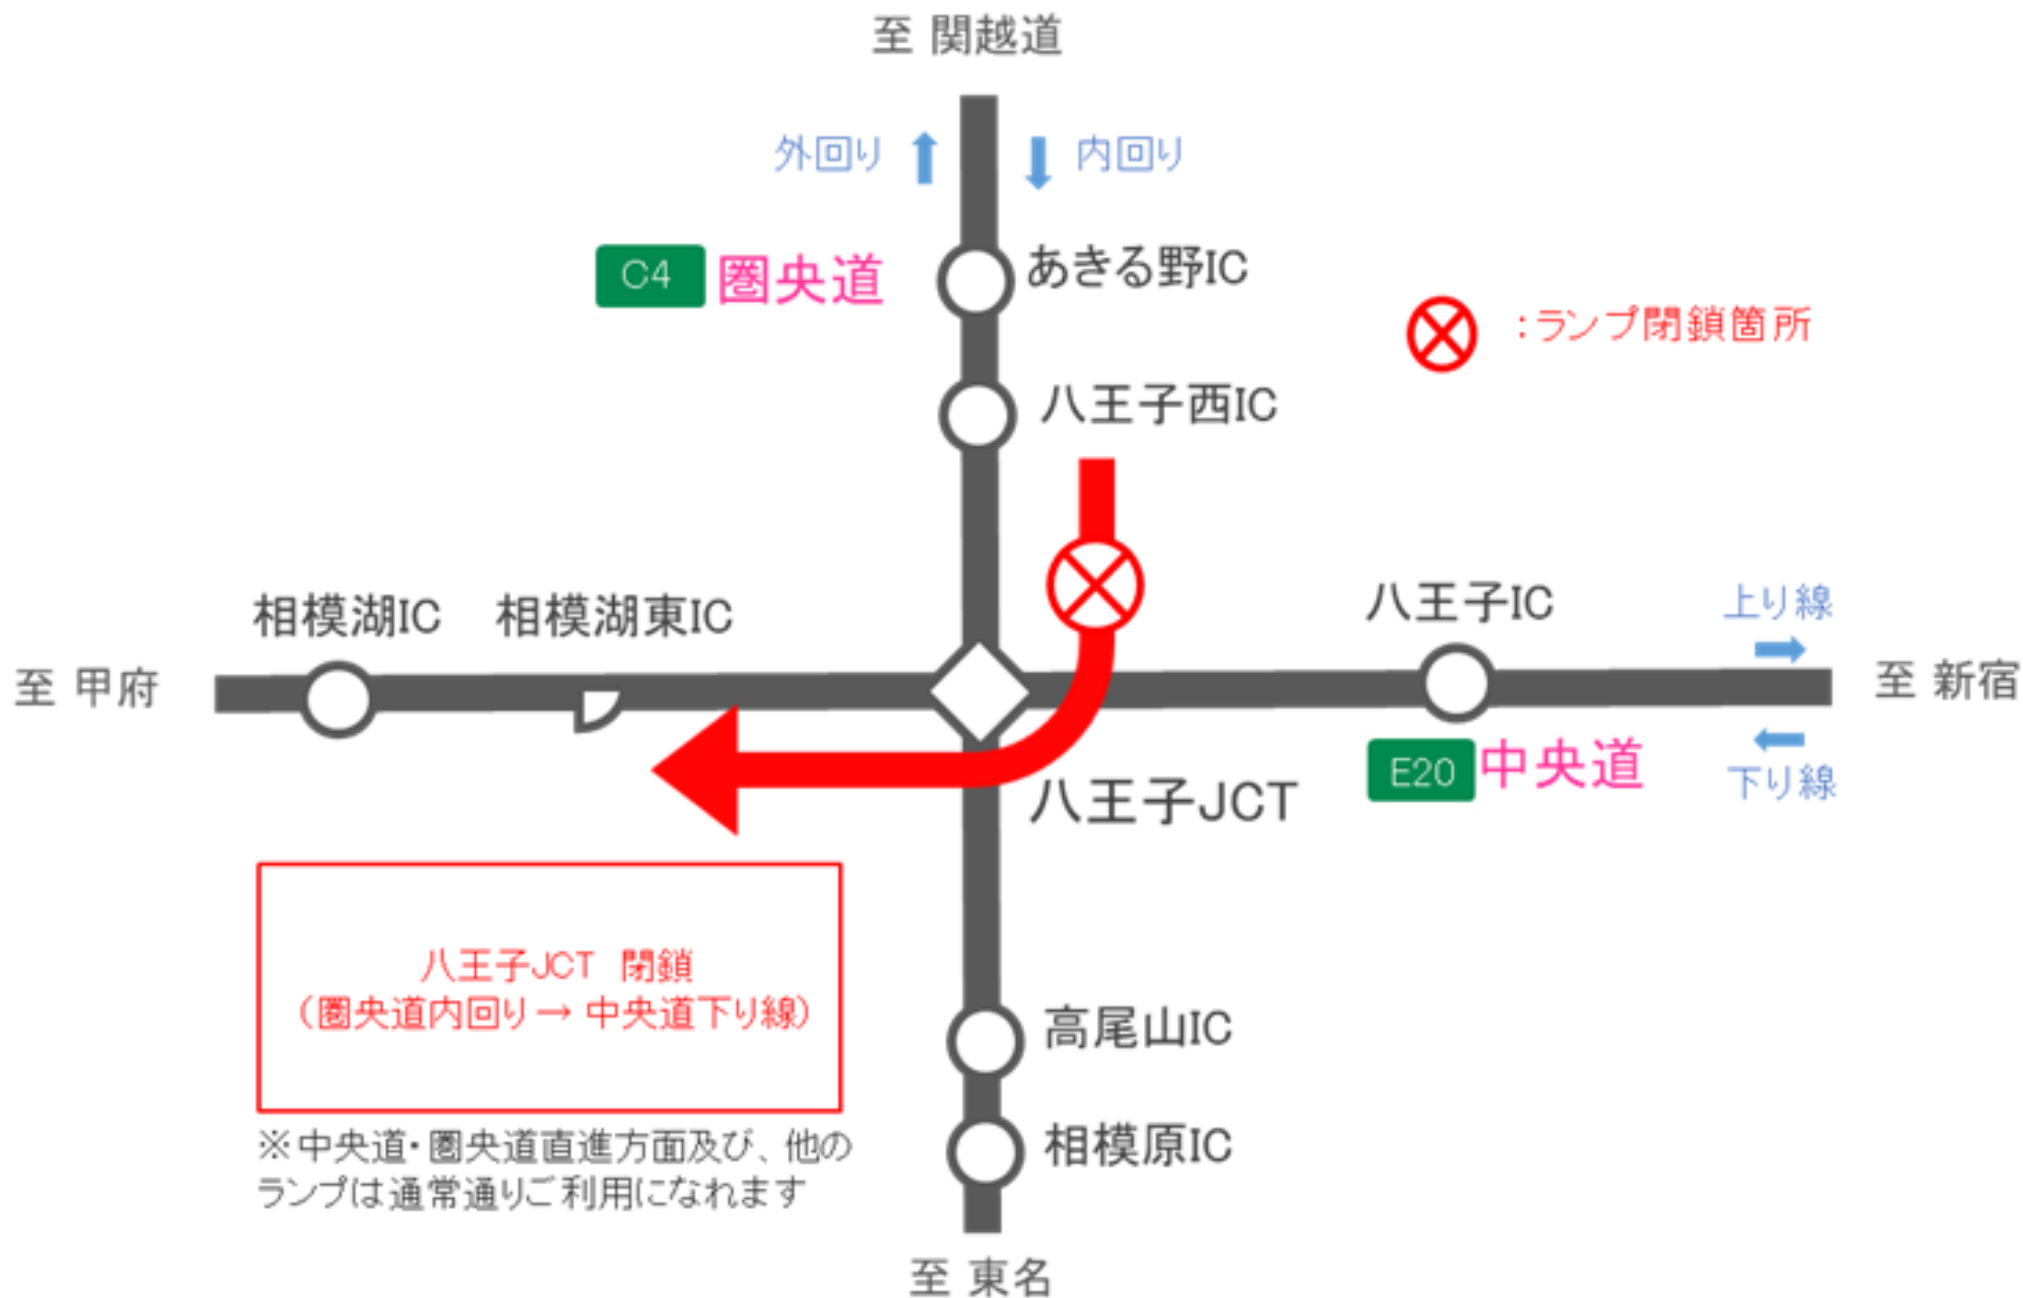 至 関越道
外回り
内回り
C4
圏央道
あきる野IC
:ランプ閉鎖箇所
八王子西IC
相模湖IC
相模湖東IC
八王子IC
上り線
至 甲府
至 新宿
E20
中央道
下り線
八王子JCT
八王子JCT 閉鎖
(圏央道内回り→ 中央道下り線)
高尾山IC
※中央道・圏央道直進方面及び、他の
ランプは通常通りご利用になれます
相模原IC
至 東名